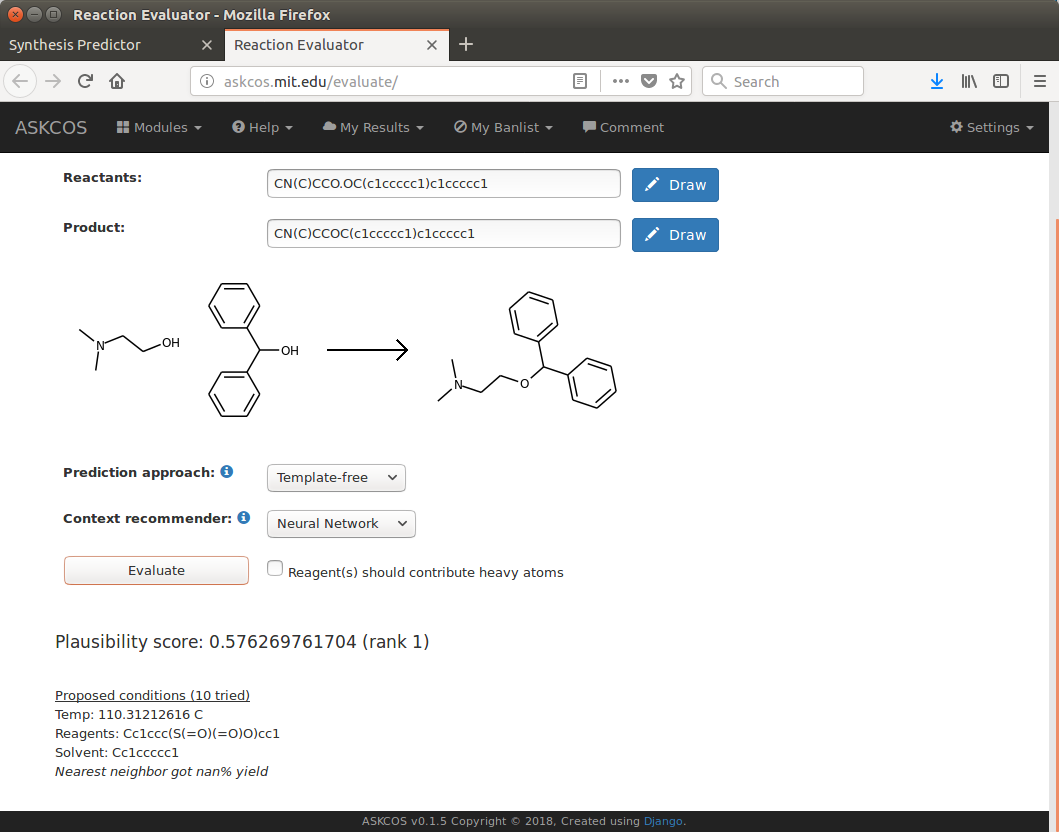 Reaction Evaluator - Mozilla Firefox
Synthesis Predictor
Reaction Evaluator
askcos.mit.edu/evaluate/
Search
ASKCOS Modules Help My Results My Banlist Comment Settings
Reactants: CN(C)CCO.OC(c1ccccc1)c1ccccc1 Draw
Product: CN(C)CCOC(c1ccccc1)c1ccccc1 Draw
N OH OH N O
Prediction approach: Template-free
Context recommender: Neural Network
Evaluate Reagent(s) should contribute heavy atoms
Plausibility score: 0.576269761704 (rank 1)
Proposed conditions (10 tried)
Temp: 110.31212616 C
Reagents: Cc1ccc(S(=O)(=O)O)cc1
Solvent: Cc1ccccc1
Nearest neighbor got nan% yield
ASKCOS v0.1.5 Copyright © 2018, Created using Django.